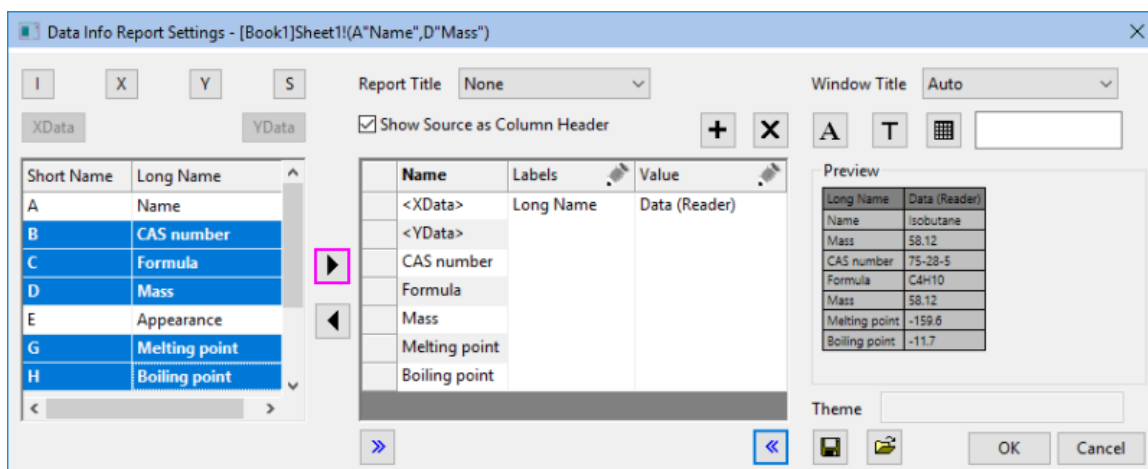 Data Info Report Settings - [Book1]Sheet1!(A"Name",D"Mass")
I X Y S
XData YData
Short Name Long Name
A Name
B CAS number
C Formula
D Mass
E Appearance
G Melting point
H Boiling point
Report Title None
Show Source as Column Header
Name Labels Value
<XData> Long Name Data (Reader)
<YData>
CAS number
Formula
Mass
Melting point
Boiling point
Window Title Auto
A T
Preview
Long Name Data (Reader)
Name Isobutane
Mass 58.12
CAS number 75-28-5
Formula C4H10
Mass 58.12
Melting point -159.6
Boiling point -11.7
Theme
OK Cancel